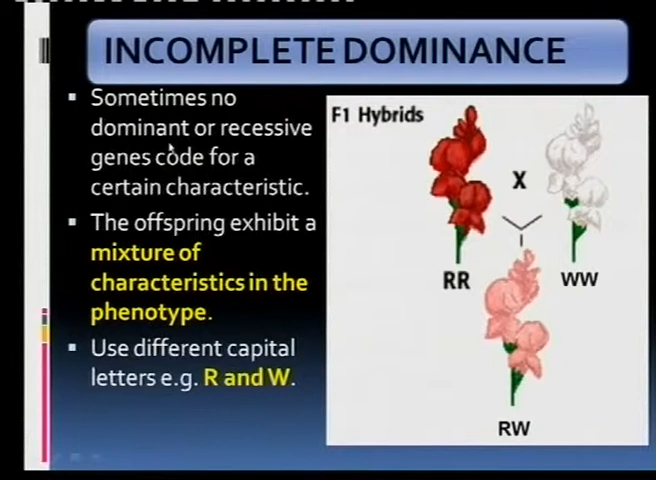 INCOMPLETE DOMINANCE
Sometimes no
dominant or recessive
genes code for a
certain characteristic.
The offspring exhibit a
mixture of
characteristics in the
phenotype.
Use different capital
letters e.g. R and W.
F1 Hybrids
X
RR
WW
RW